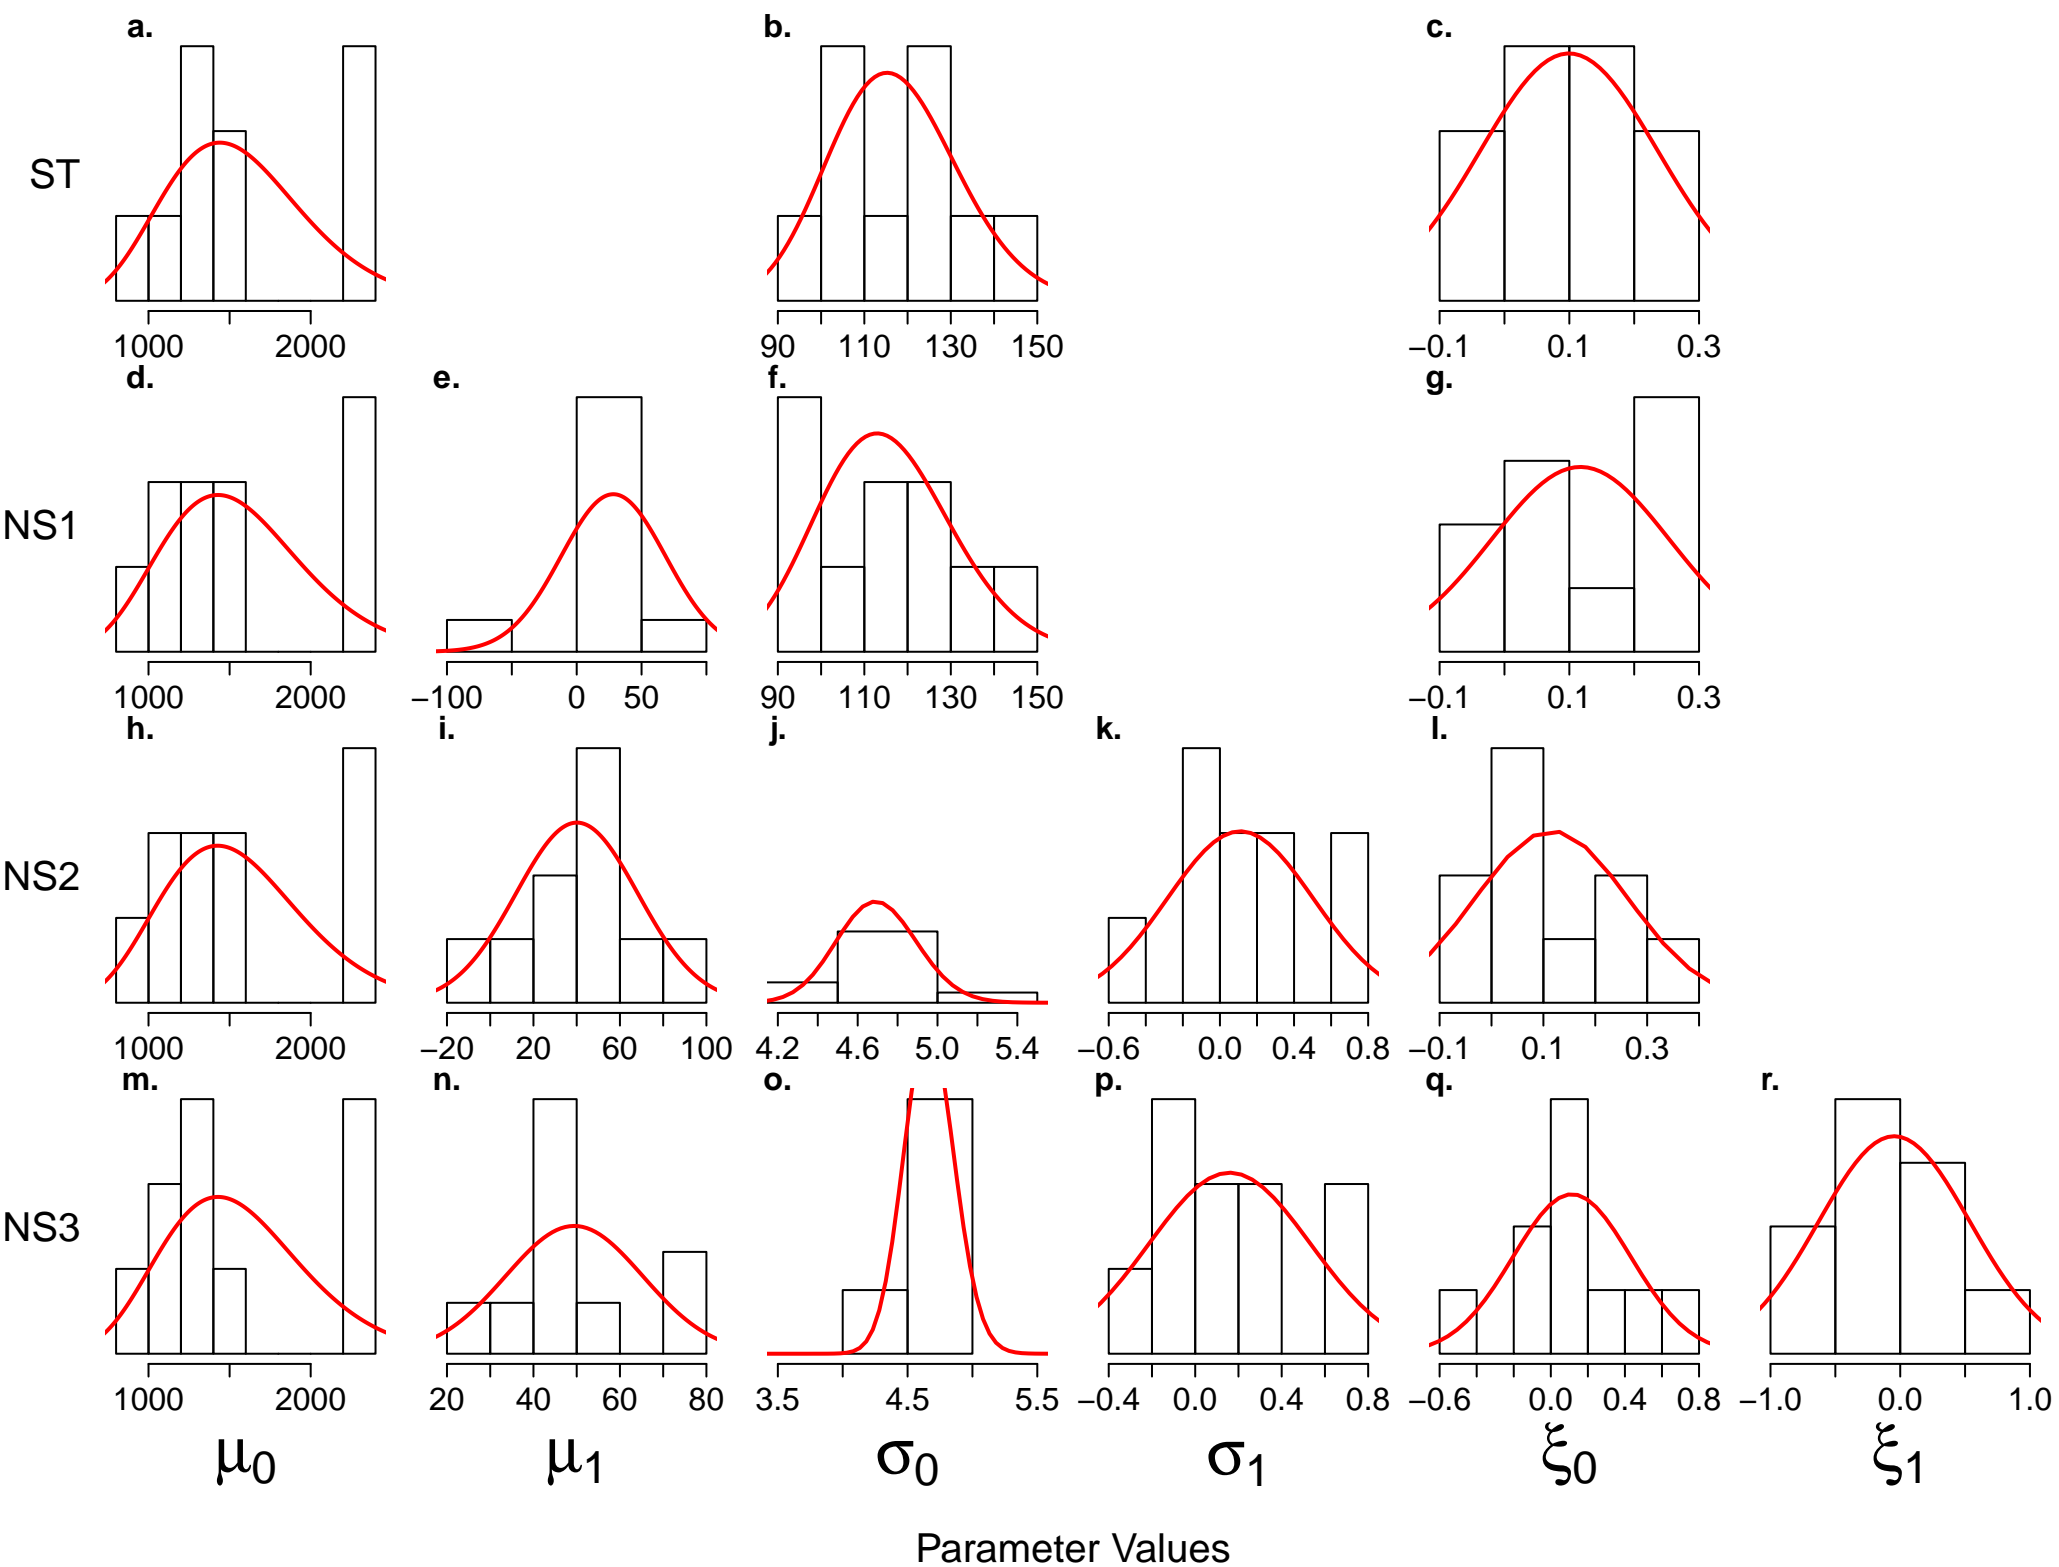 a. b. c.
ST
1000 2000 90 110 130 150 −0.1 0.1 0.3
d. e. f. g.
NS1
1000 2000 −100 0 50 90 110 130 150 −0.1 0.1 0.3
h. i. j. k. l.
NS2
1000 2000 −20 20 60 100 4.2 4.6 5.0 5.4 −0.6 0.0 0.4 0.8 −0.1 0.1 0.3
m. n. o. p. q. r.
NS3
1000 2000 20 40 60 80 3.5 4.5 5.5 −0.4 0.0 0.4 0.8 −0.6 0.0 0.4 0.8 −1.0 0.0 1.0
μ0 μ1 σ0 σ1 ξ0 ξ1
Parameter Values